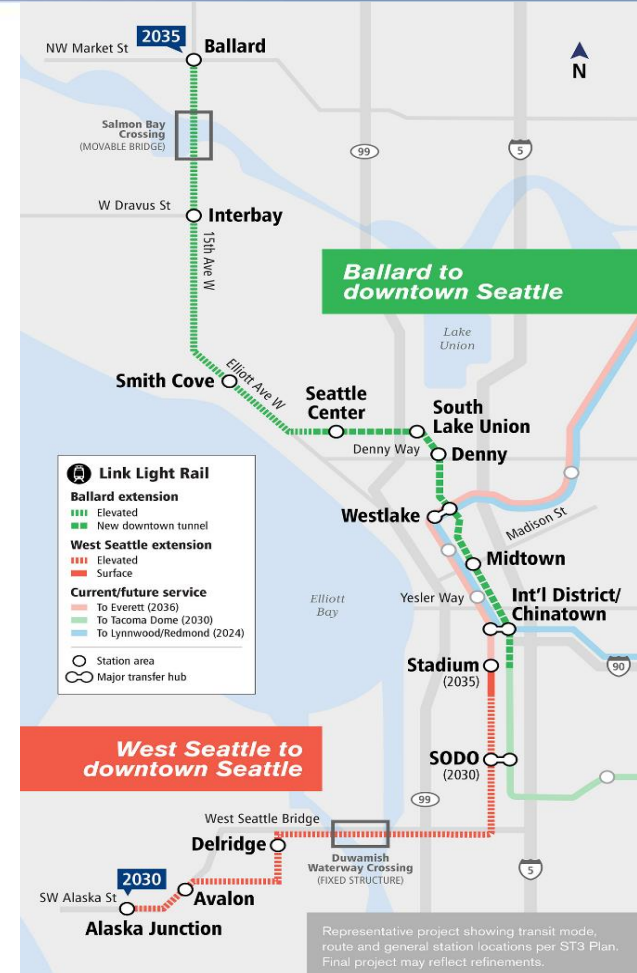 2035
NW Market St
Ballard
N
Salmon Bay
Crossing
(MOVABLE BRIDGE)
99
5
W Dravus St
Interbay
15th Ave W
Ballard to
downtown Seattle
Lake
Union
Smith Cove
Elliott Ave W
Seattle
Center
South
Lake Union
Denny Way
Denny
Link Light Rail
Ballard extension
Elevated
New downtown tunnel
West Seattle extension
Elevated
Surface
Current/future service
To Everett (2036)
To Tacoma Dome (2030)
To Lynnwood/Redmond (2024)
Station area
Major transfer hub
Westlake
Madison St
Midtown
Elliott
Bay
Yesler Way
Int'l District/
Chinatown
Stadium
(2035)
90
West Seattle to
downtown Seattle
SODO
(2030)
99
West Seattle Bridge
Delridge
Duwamish
Waterway Crossing
(FIXED STRUCTURE)
5
2030
SW Alaska St
Avalon
Alaska Junction
Representative project showing transit mode,
route and general station locations per ST3 Plan.
Final project may reflect refinements.